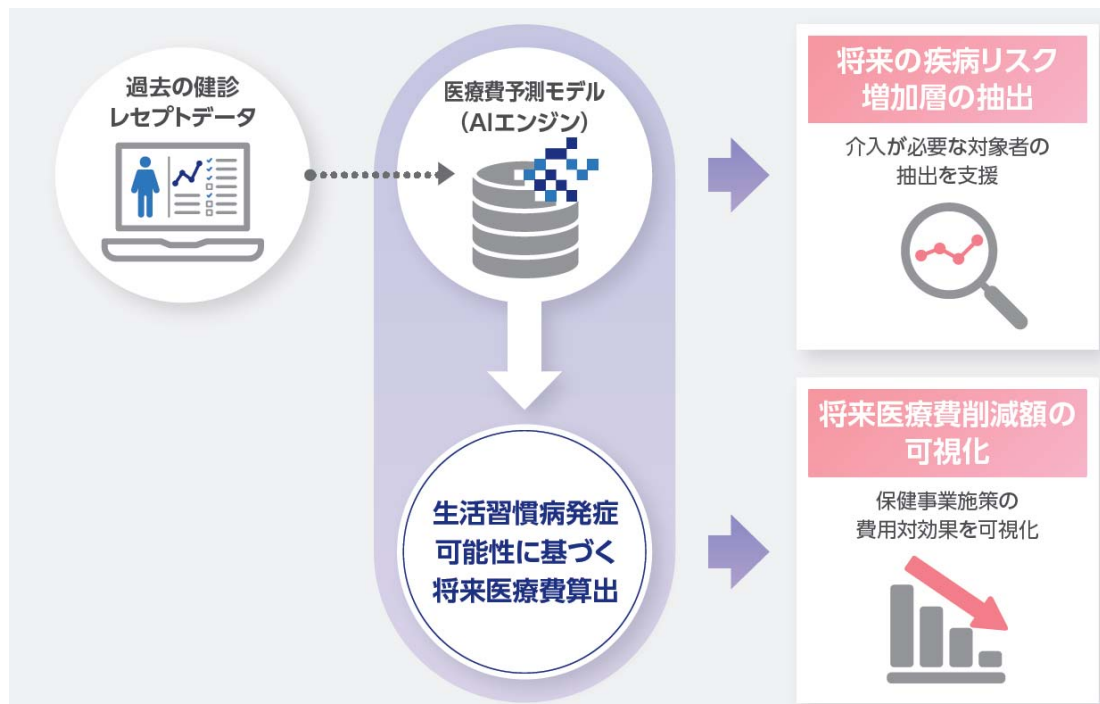 過去の健診
レセプトデータ
医療費予測モデル
（AIエンジン）
生活習慣病発症
可能性に基づく
将来医療費算出
将来の疾病リスク
増加層の抽出
介入が必要な対象者の
抽出を支援
将来医療費削減額の
可視化
保健事業施策の
費用対効果を可視化